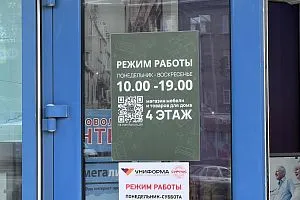 РЕЖИМ РАБОТЫ
ПОНЕДЕЛЬНИК - ВОСКРЕСЕНЬЕ
10.00 -19.00
магазин мебели
и товаров для дома
4 ЭТАЖ
УНИФОРМА
РЕЖИМ РАБОТЫ
ПОНЕДЕЛЬНИК-СУББОТА